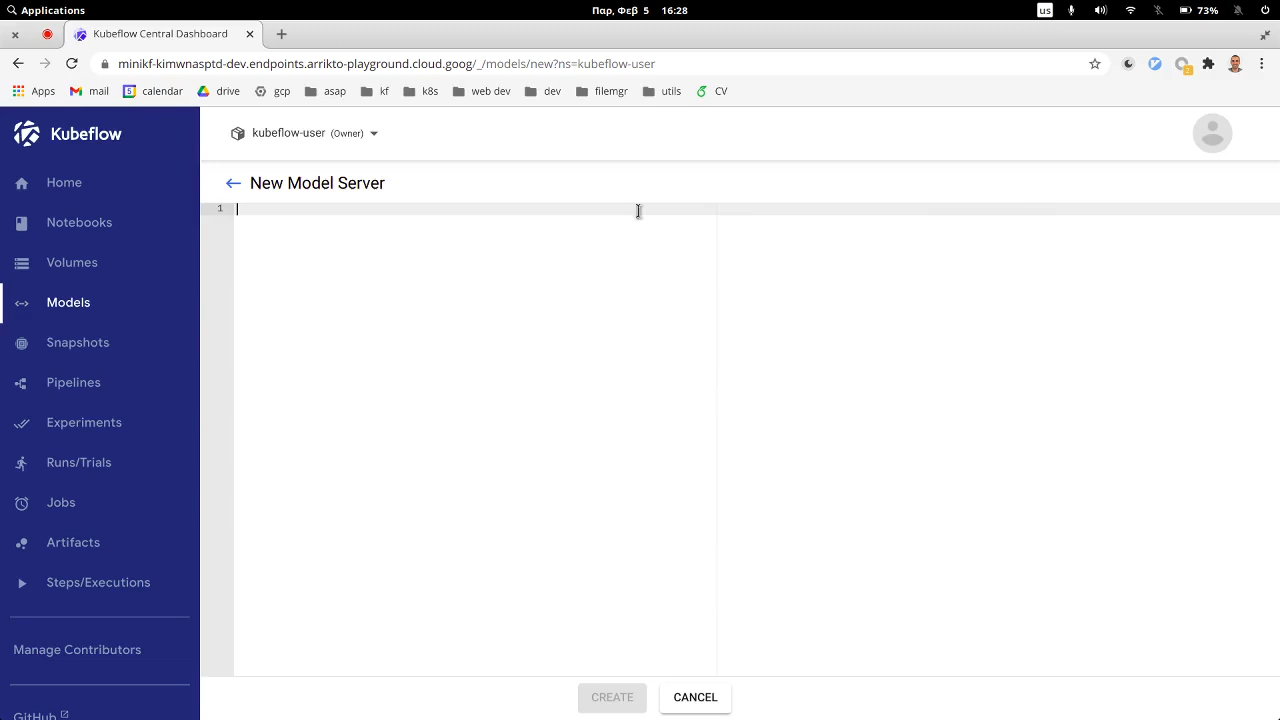 Applications
Παρ, Φεβ 5 16:28
us
73%
Kubeflow Central Dashboard
minikf-kimwnasptd-dev.endpoints.arrikto-playground.cloud.goog/_/models/new?ns=kubeflow-user
2
Apps
mail
5
calendar
drive
gcp
asap
kf
k8s
web dev
dev
filemgr
utils
CV
Kubeflow
kubeflow-user (Owner)
Home
New Model Server
1
Notebooks
Volumes
Models
Snapshots
Pipelines
Experiments
Runs/Trials
Jobs
Artifacts
Steps/Executions
Manage Contributors
GitHub
CREATE
CANCEL